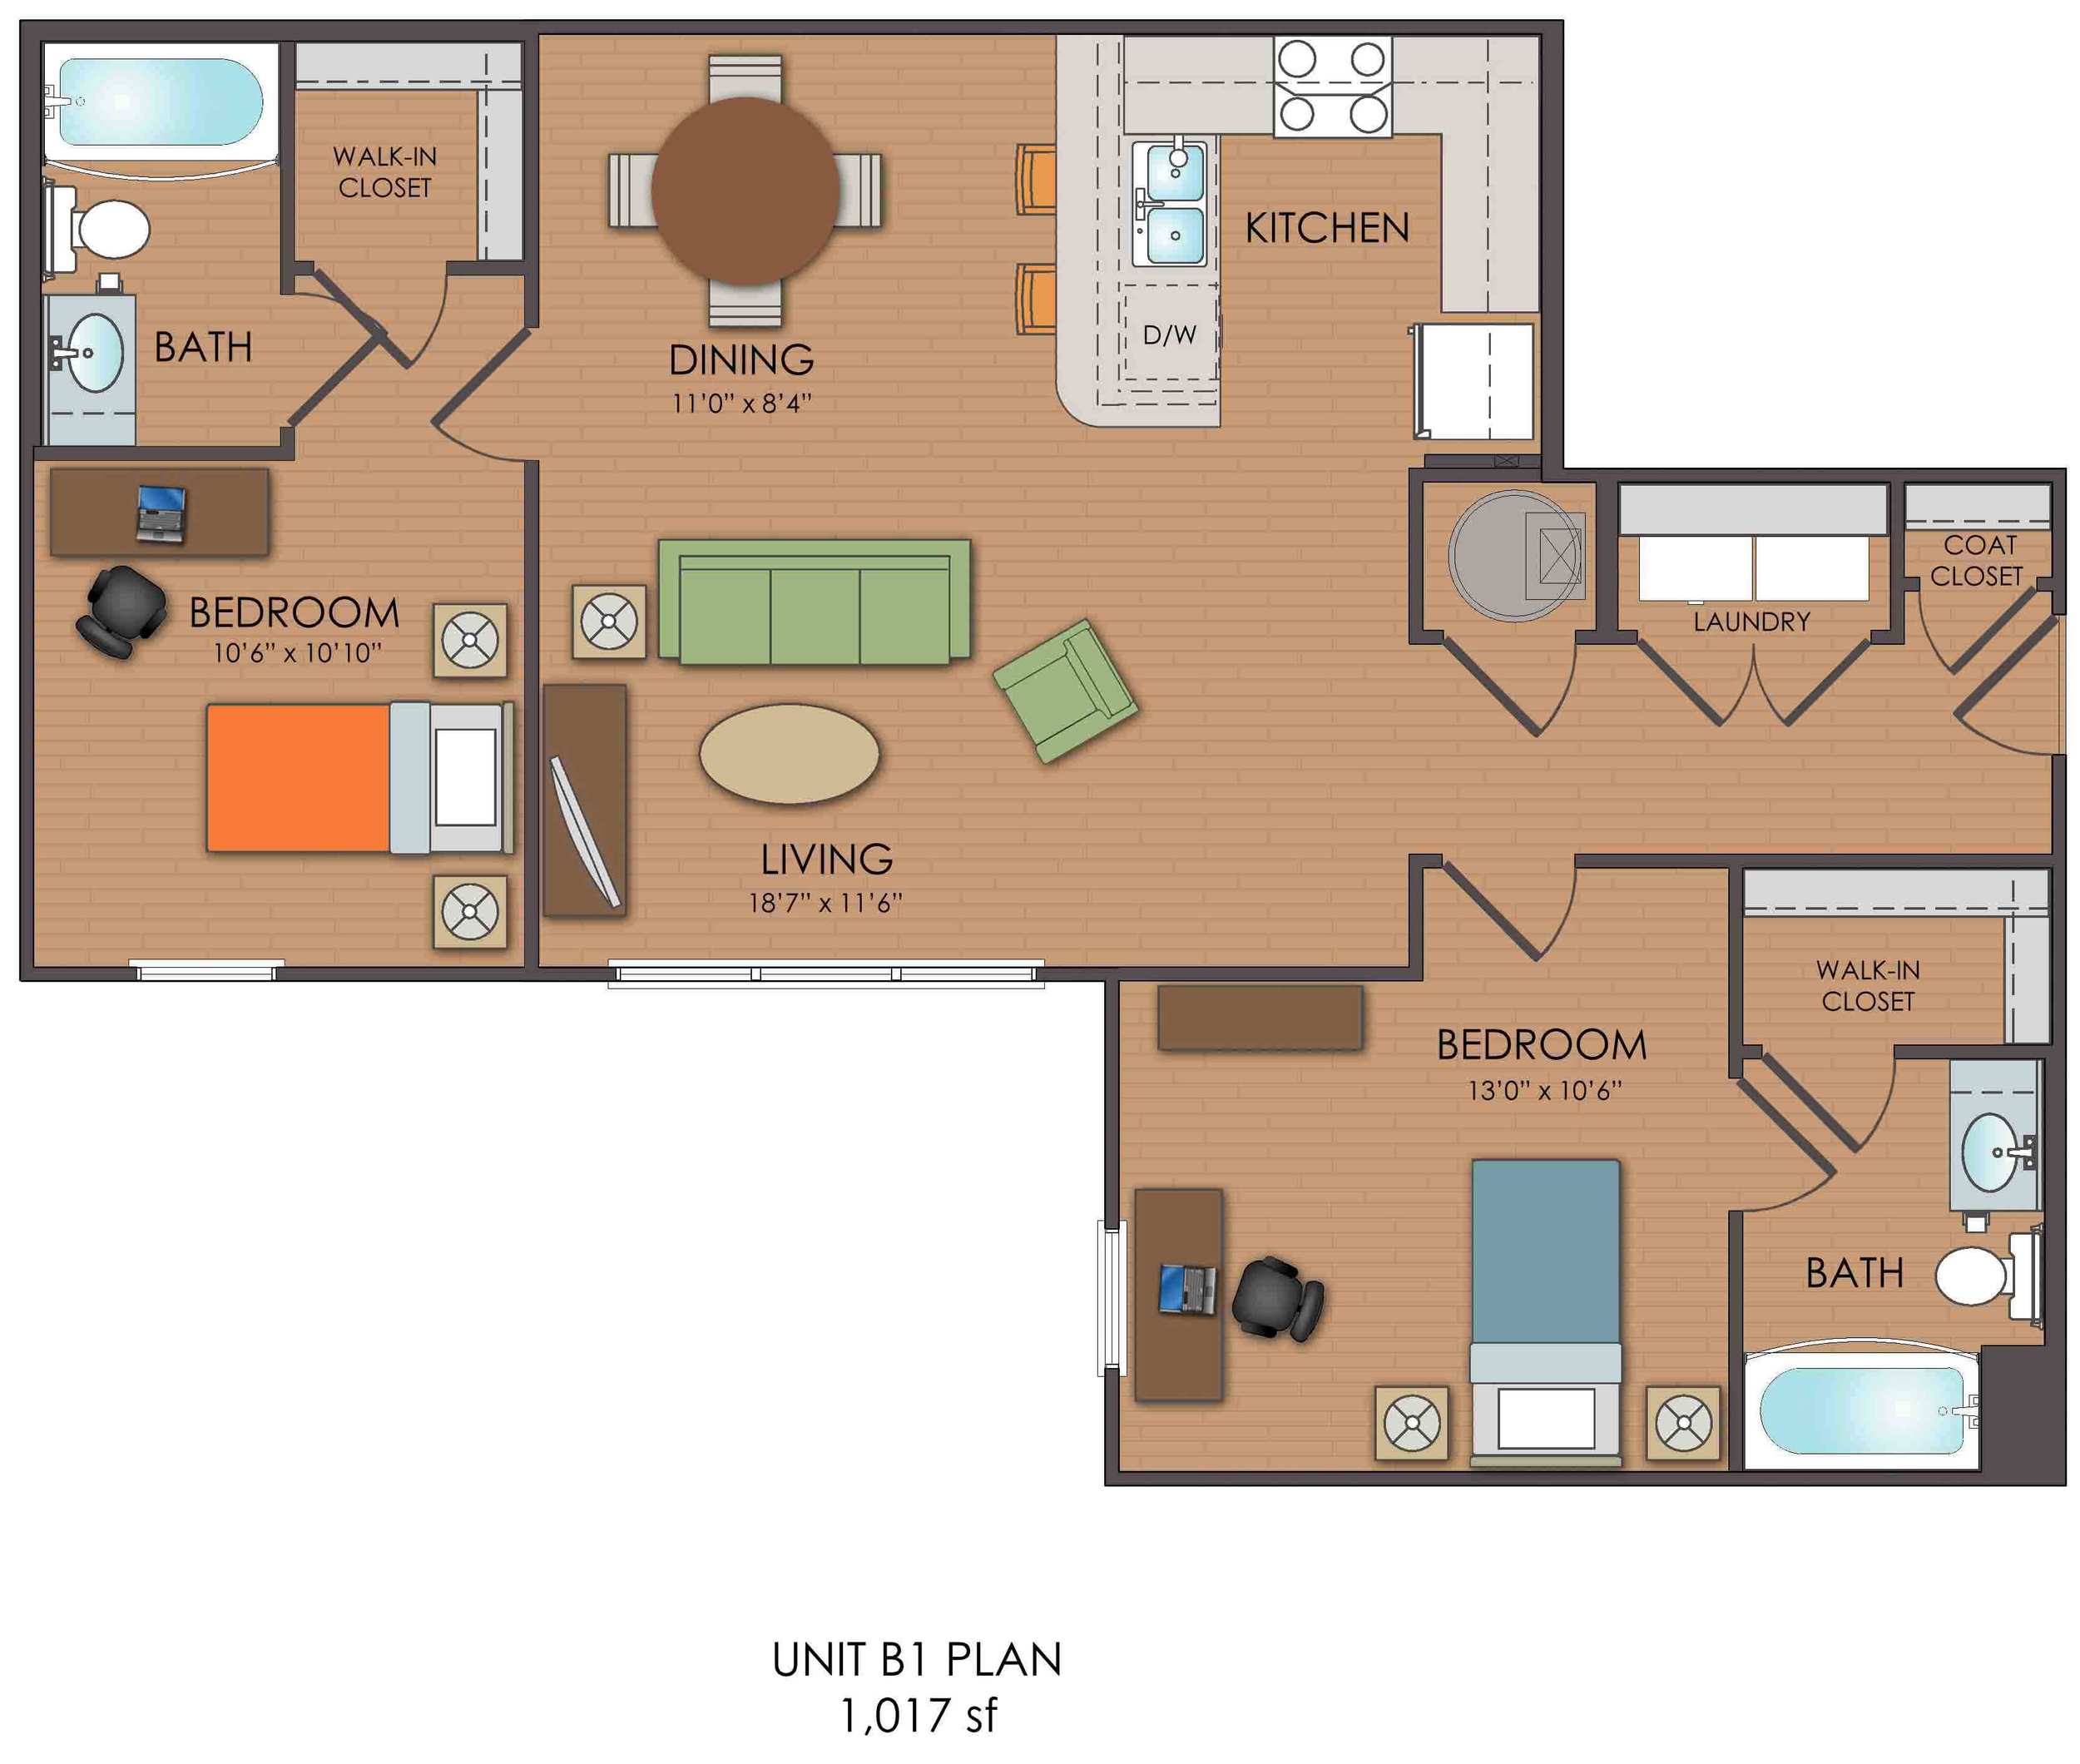 WALK-IN
CLOSET
BATH
DINING
11'0" x 8'4"
KITCHEN
D/W
BEDROOM
10'6" x 10'10"
LAUNDRY
COAT
CLOSET
LIVING
18'7" x 11'6"
WALK-IN
CLOSET
BEDROOM
13'0" x 10'6"
BATH
UNIT B1 PLAN
1,017 sf